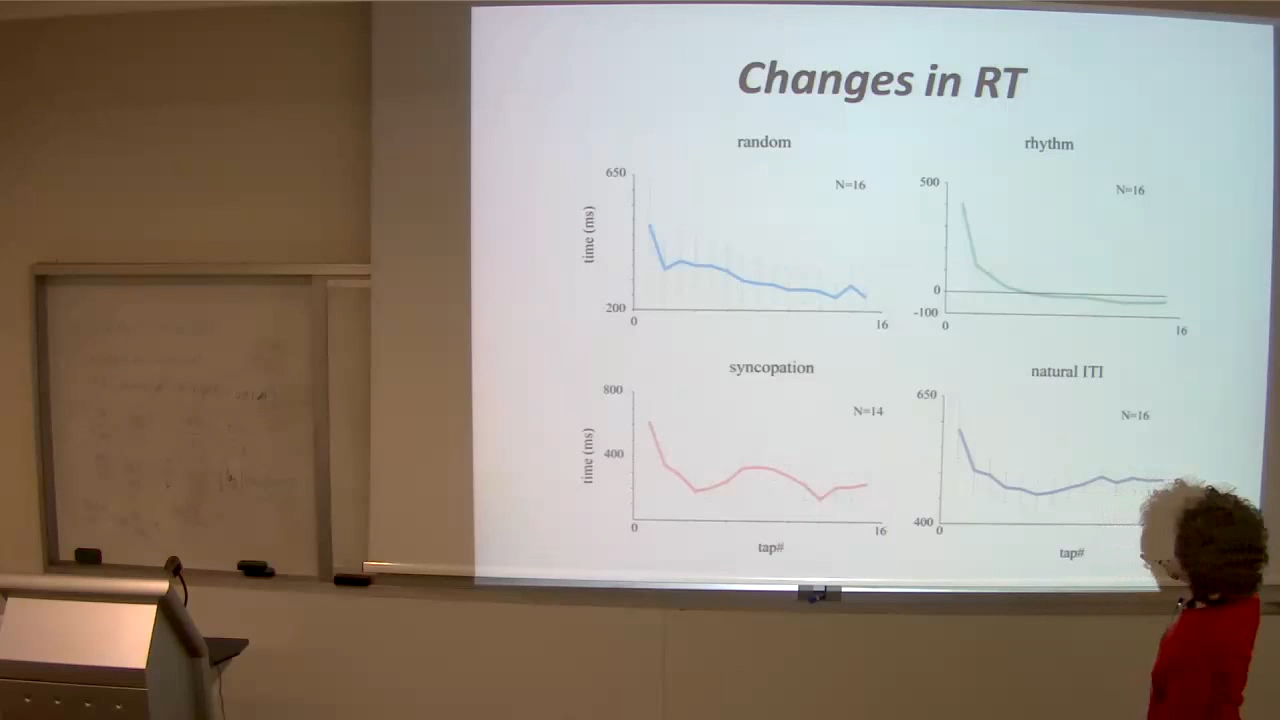 Changes in RT
random
650
N=16
time (ms)
200
0
16
rhythm
500
N=16
0
-100
0
16
syncopation
800
N=14
time (ms)
400
0
16
tap#
natural ITI
650
N=16
400
0
tap#